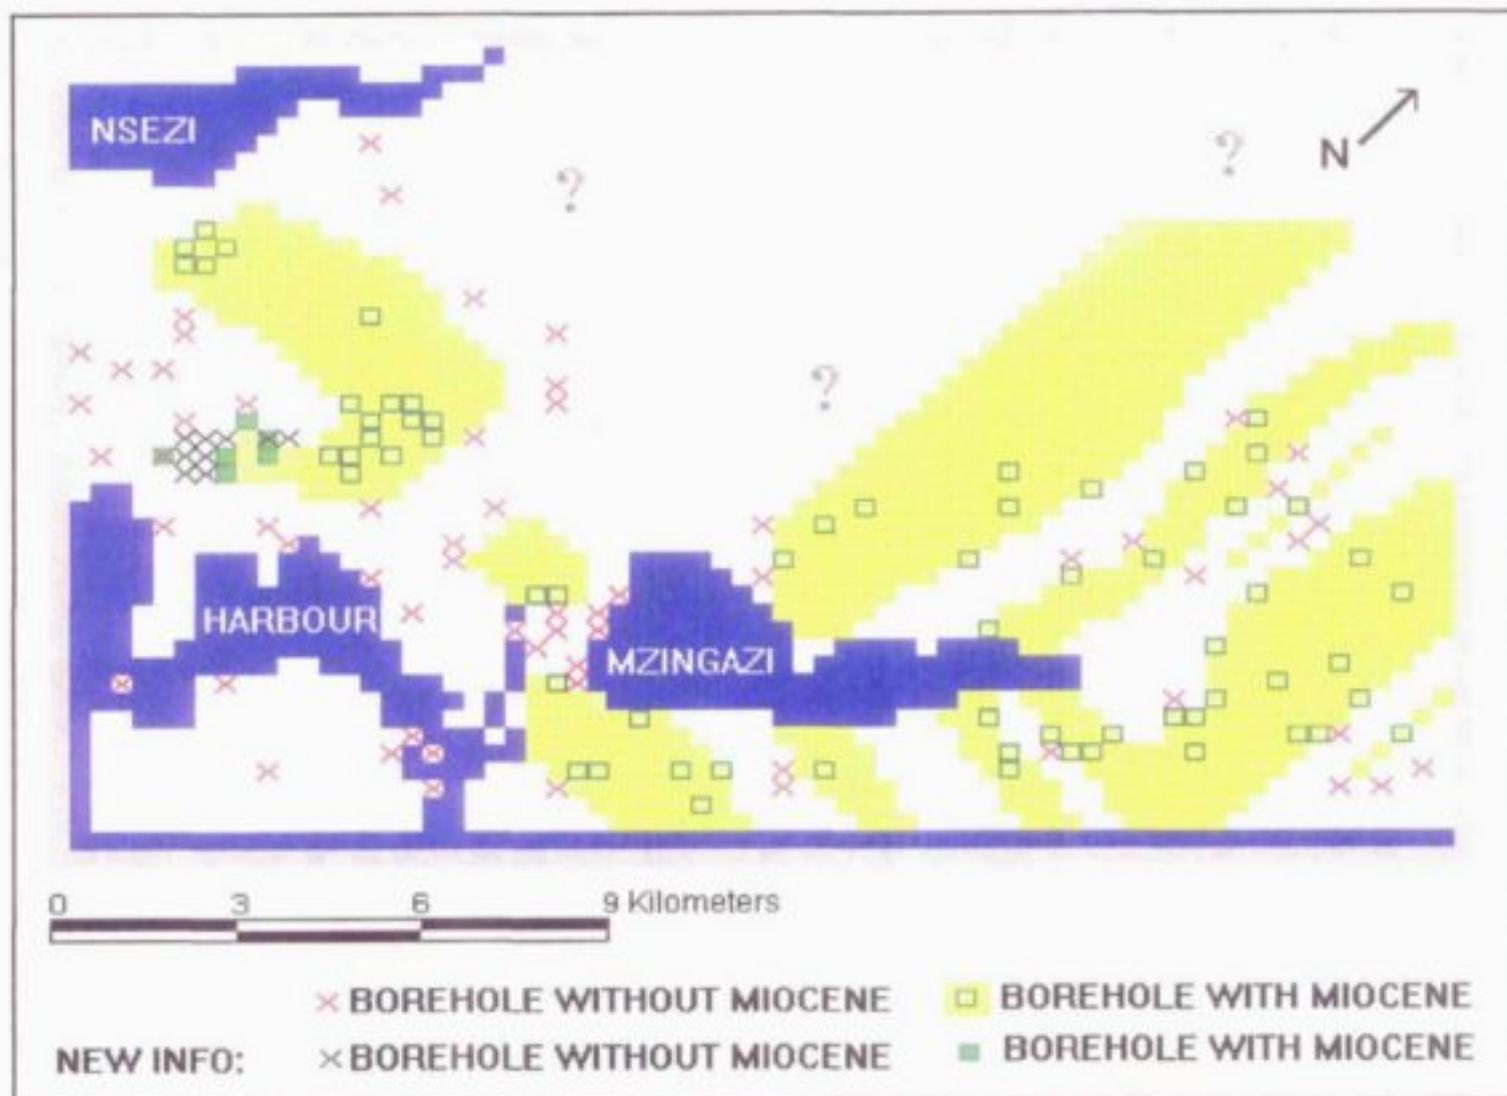 NSEZI
?
?
N
?
HARBOUR
MZINGAZI
0 3 6 9 Kilometers
BOREHOLE WITHOUT MIOCENE
BOREHOLE WITH MIOCENE
NEW INFO:
BOREHOLE WITHOUT MIOCENE
BOREHOLE WITH MIOCENE